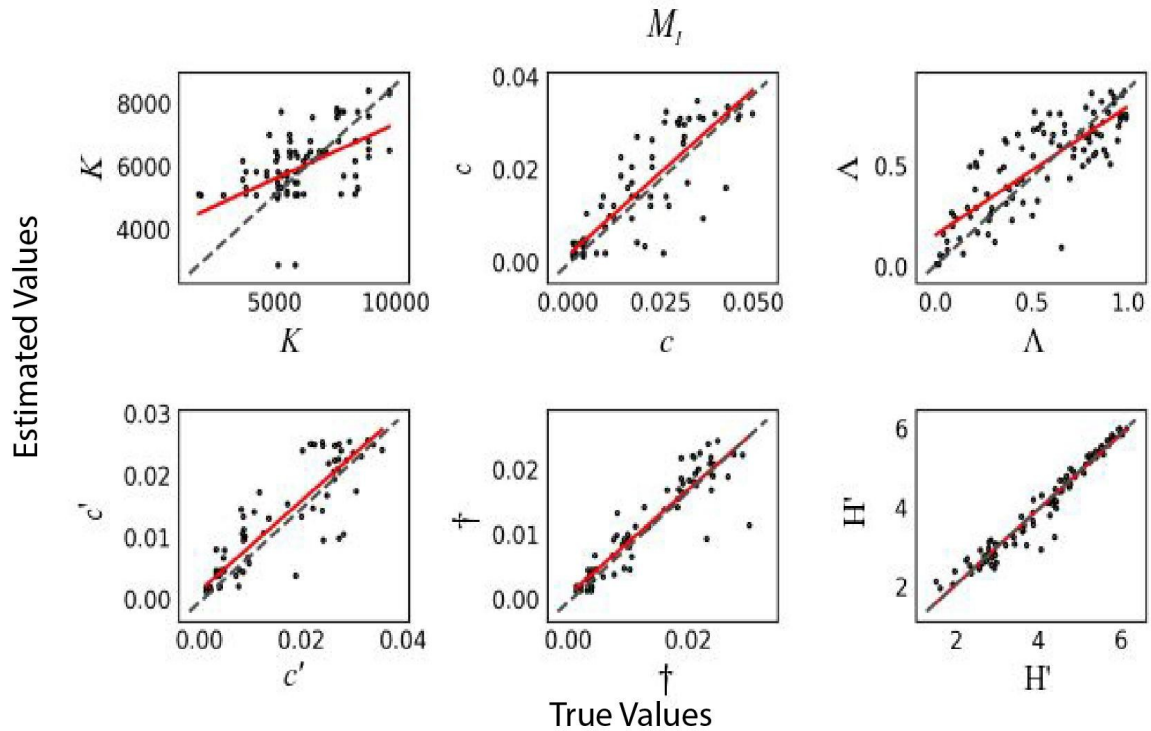 M_I
8000
6000
4000
K
5000 10000
K
0.04
0.02
0.00
c
0.000 0.025 0.050
c
0.5
0.0
Λ
0.0 0.5 1.0
Λ
Estimated Values
0.03
0.02
0.01
0.00
c'
0.00 0.02 0.04
c'
0.02
0.01
0.00
†
0.00 0.02
†
6
4
2
H'
2 4 6
H'
True Values